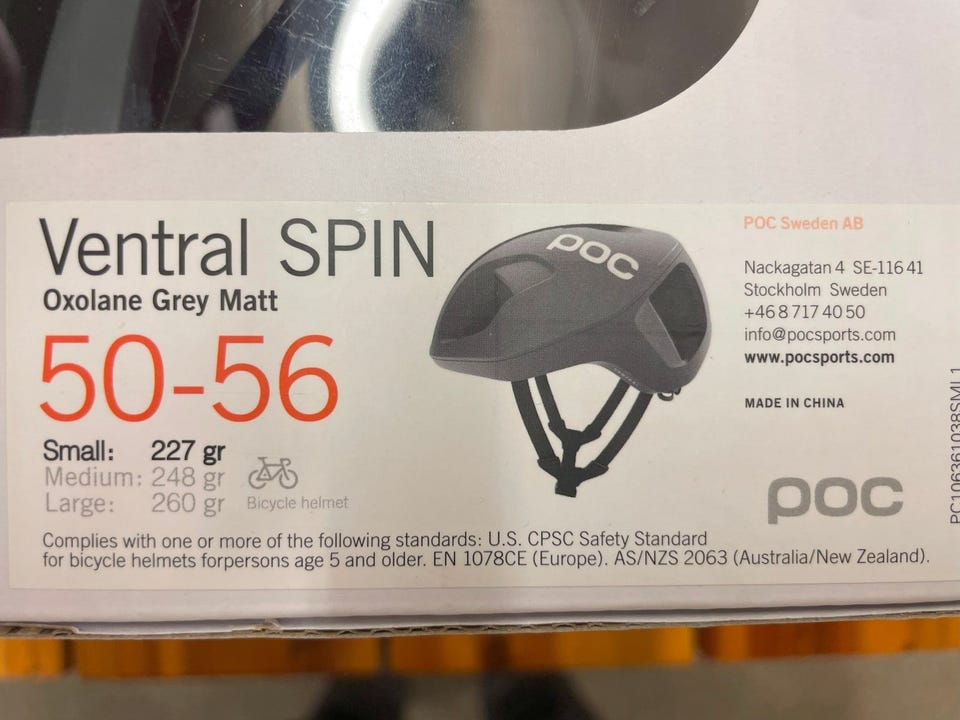 Ventral SPIN
Oxolane Grey Matt
50-56
Small: 227 gr
Medium: 248 gr
Large: 260 gr
Bicycle helmet
Complies with one or more of the following standards: U.S. CPSC Safety Standard
for bicycle helmets forpersons age 5 and older. EN 1078CE (Europe). AS/NZS 2063 (Australia/New Zealand).
poc
POC Sweden AB
Nackagatan 4 SE-116 41
Stockholm Sweden
+46 8 717 40 50
info@pocsports.com
www.pocsports.com
MADE IN CHINA
poc
PC106361038SML1